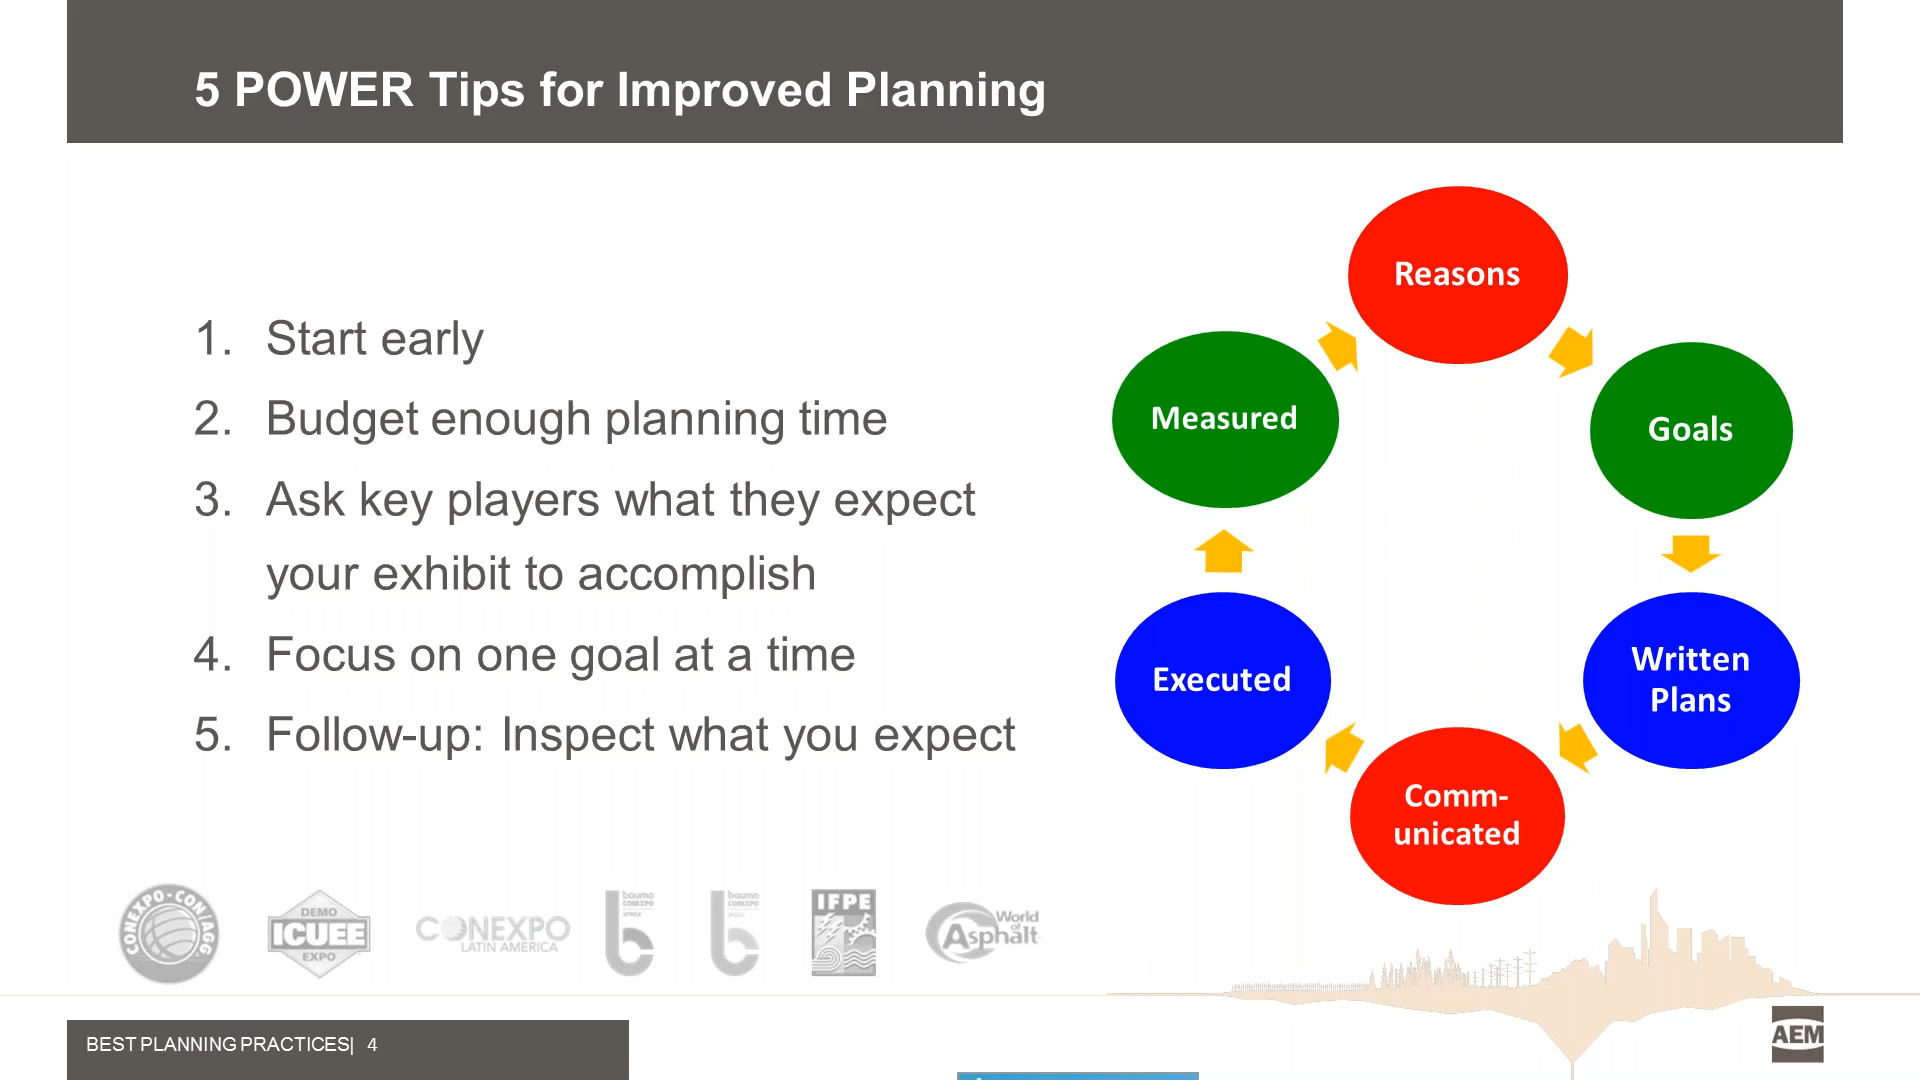 5 POWER Tips for Improved Planning
1. Start early
2. Budget enough planning time
3. Ask key players what they expect
your exhibit to accomplish
4. Focus on one goal at a time
5. Follow-up: Inspect what you expect
Reasons
Goals
Written
Plans
Comm-
unicated
Executed
Measured
CONEXPO-CON/AGG
DEMO
ICUEE
EXPO
CONEXPO
LATIN AMERICA
bauma
CONEXPO
AFRICA
bauma
CONEXPO
INDIA
IFPE
World
of
Asphalt
BEST PLANNING PRACTICES| 4
AEM